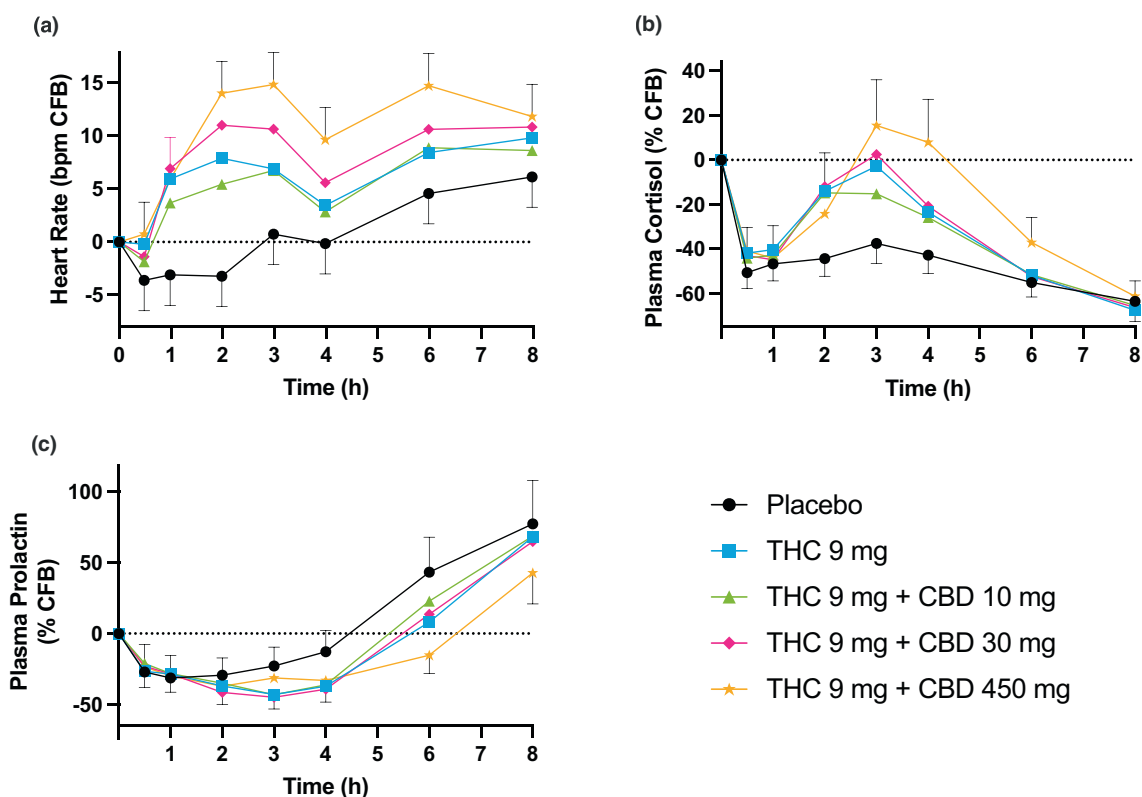 (a)
Heart Rate (bpm CFB)
15
10
5
0
-5
0 1 2 3 4 5 6 7 8
Time (h)
(b)
Plasma Cortisol (% CFB)
40
20
0
-20
-40
-60
1 2 3 4 5 6 7 8
Time (h)
(c)
Plasma Prolactin
(% CFB)
100
50
0
-50
1 2 3 4 5 6 7 8
Time (h)
Placebo
THC 9 mg
THC 9 mg + CBD 10 mg
THC 9 mg + CBD 30 mg
THC 9 mg + CBD 450 mg